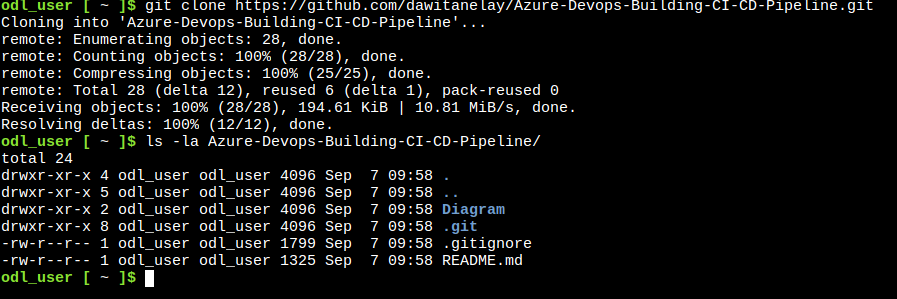 odl_user [ ~ ]$ git clone https://github.com/dawitanelay/Azure-Devops-Building-CI-CD-Pipeline.git
Cloning into 'Azure-Devops-Building-CI-CD-Pipeline'...
remote: Enumerating objects: 28, done.
remote: Counting objects: 100% (28/28), done.
remote: Compressing objects: 100% (25/25), done.
remote: Total 28 (delta 12), reused 6 (delta 1), pack-reused 0
Receiving objects: 100% (28/28), 194.61 KiB | 10.81 MiB/s, done.
Resolving deltas: 100% (12/12), done.
odl_user [ ~ ]$ ls -la Azure-Devops-Building-CI-CD-Pipeline/
total 24
drwxr-xr-x 4 odl_user odl_user 4096 Sep  7 09:58 .
drwxr-xr-x 5 odl_user odl_user 4096 Sep  7 09:58 ..
drwxr-xr-x 2 odl_user odl_user 4096 Sep  7 09:58 Diagram
drwxr-xr-x 8 odl_user odl_user 4096 Sep  7 09:58 .git
-rw-r--r-- 1 odl_user odl_user 1799 Sep  7 09:58 .gitignore
-rw-r--r-- 1 odl_user odl_user 1325 Sep  7 09:58 README.md
odl_user [ ~ ]$